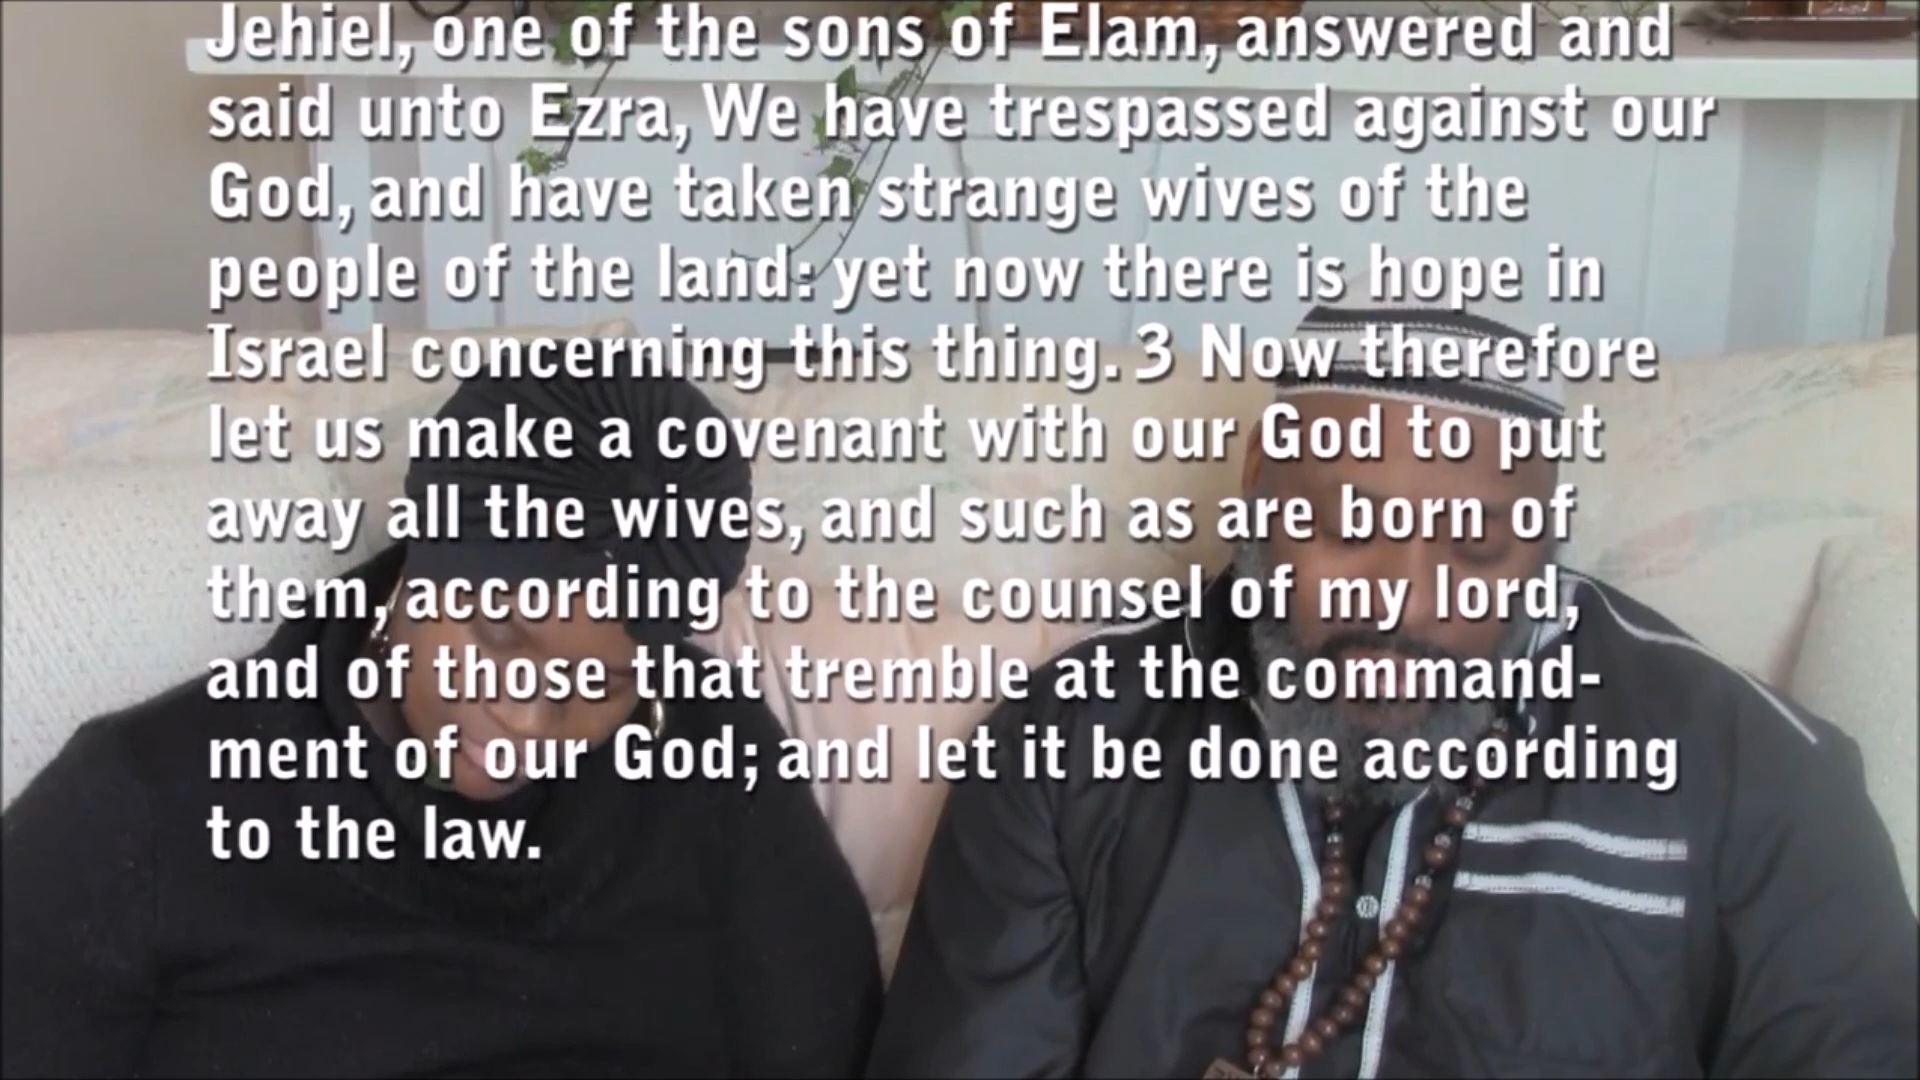 Jehiel, one of the sons of Elam, answered and
said unto Ezra, We have trespassed against our
God, and have taken strange wives of the
people of the land: yet now there is hope in
Israel concerning this thing. 3 Now therefore
let us make a covenant with our God to put
away all the wives, and such as are born of
them, according to the counsel of my lord,
and of those that tremble at the command-
ment of our God; and let it be done according
to the law.